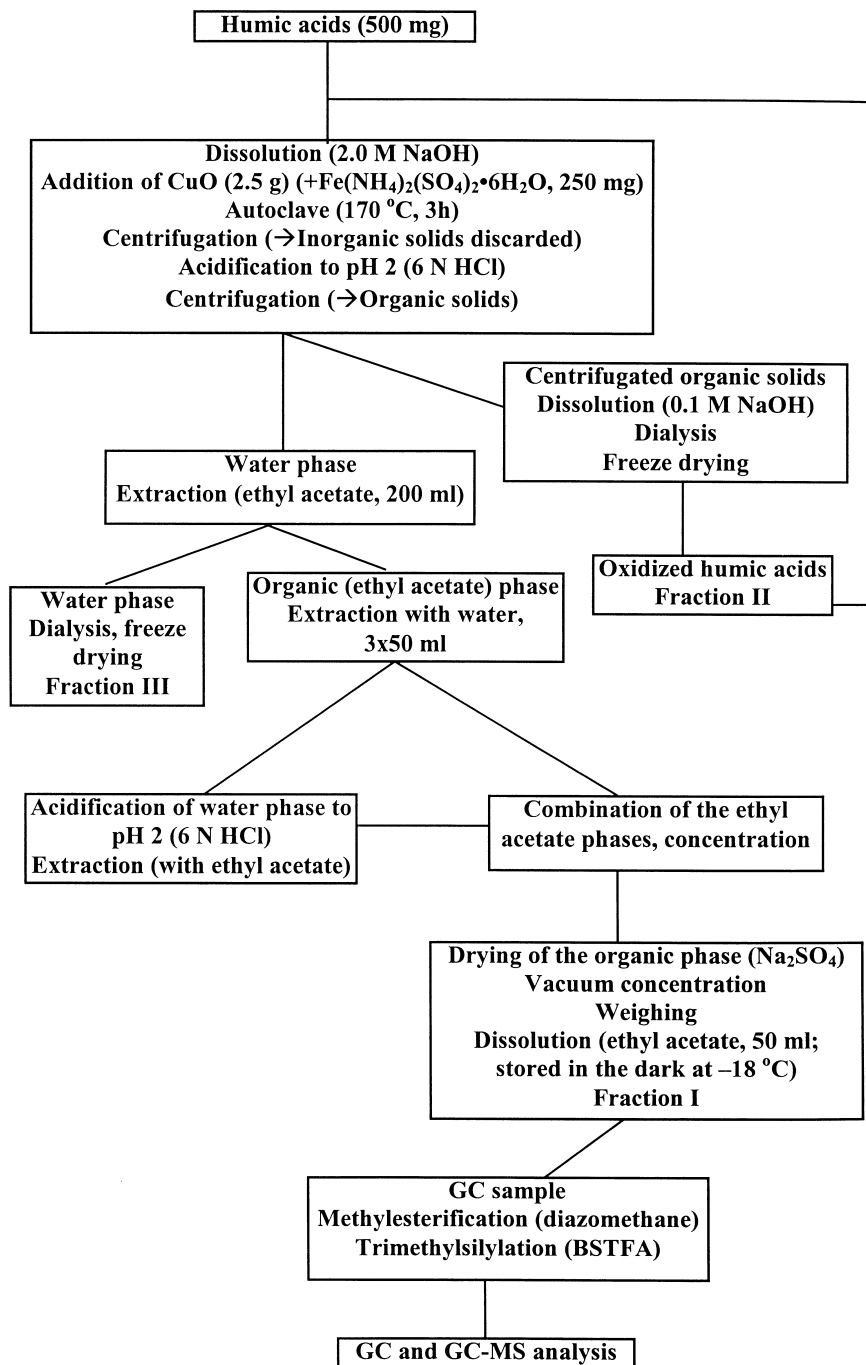 Humic acids (500 mg)
Dissolution (2.0 M NaOH)
Addition of CuO (2.5 g) (+Fe(NH₄)₂(SO₄)₂•6H₂O, 250 mg)
Autoclave (170 °C, 3h)
Centrifugation (→Inorganic solids discarded)
Acidification to pH 2 (6 N HCl)
Centrifugation (→Organic solids)
Centrifugated organic solids
Dissolution (0.1 M NaOH)
Dialysis
Freeze drying
Water phase
Extraction (ethyl acetate, 200 ml)
Oxidized humic acids
Fraction II
Water phase
Dialysis, freeze
drying
Fraction III
Organic (ethyl acetate) phase
Extraction with water,
3x50 ml
Acidification of water phase to
pH 2 (6 N HCl)
Extraction (with ethyl acetate)
Combination of the ethyl
acetate phases, concentration
Drying of the organic phase (Na₂SO₄)
Vacuum concentration
Weighing
Dissolution (ethyl acetate, 50 ml;
stored in the dark at –18 °C)
Fraction I
GC sample
Methylesterification (diazomethane)
Trimethylsilylation (BSTFA)
GC and GC-MS analysis